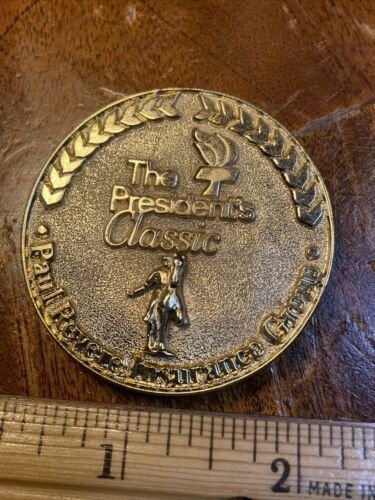 The
President's
Classic
• Paul Revere Insurance Group •
1
2
MADE IN